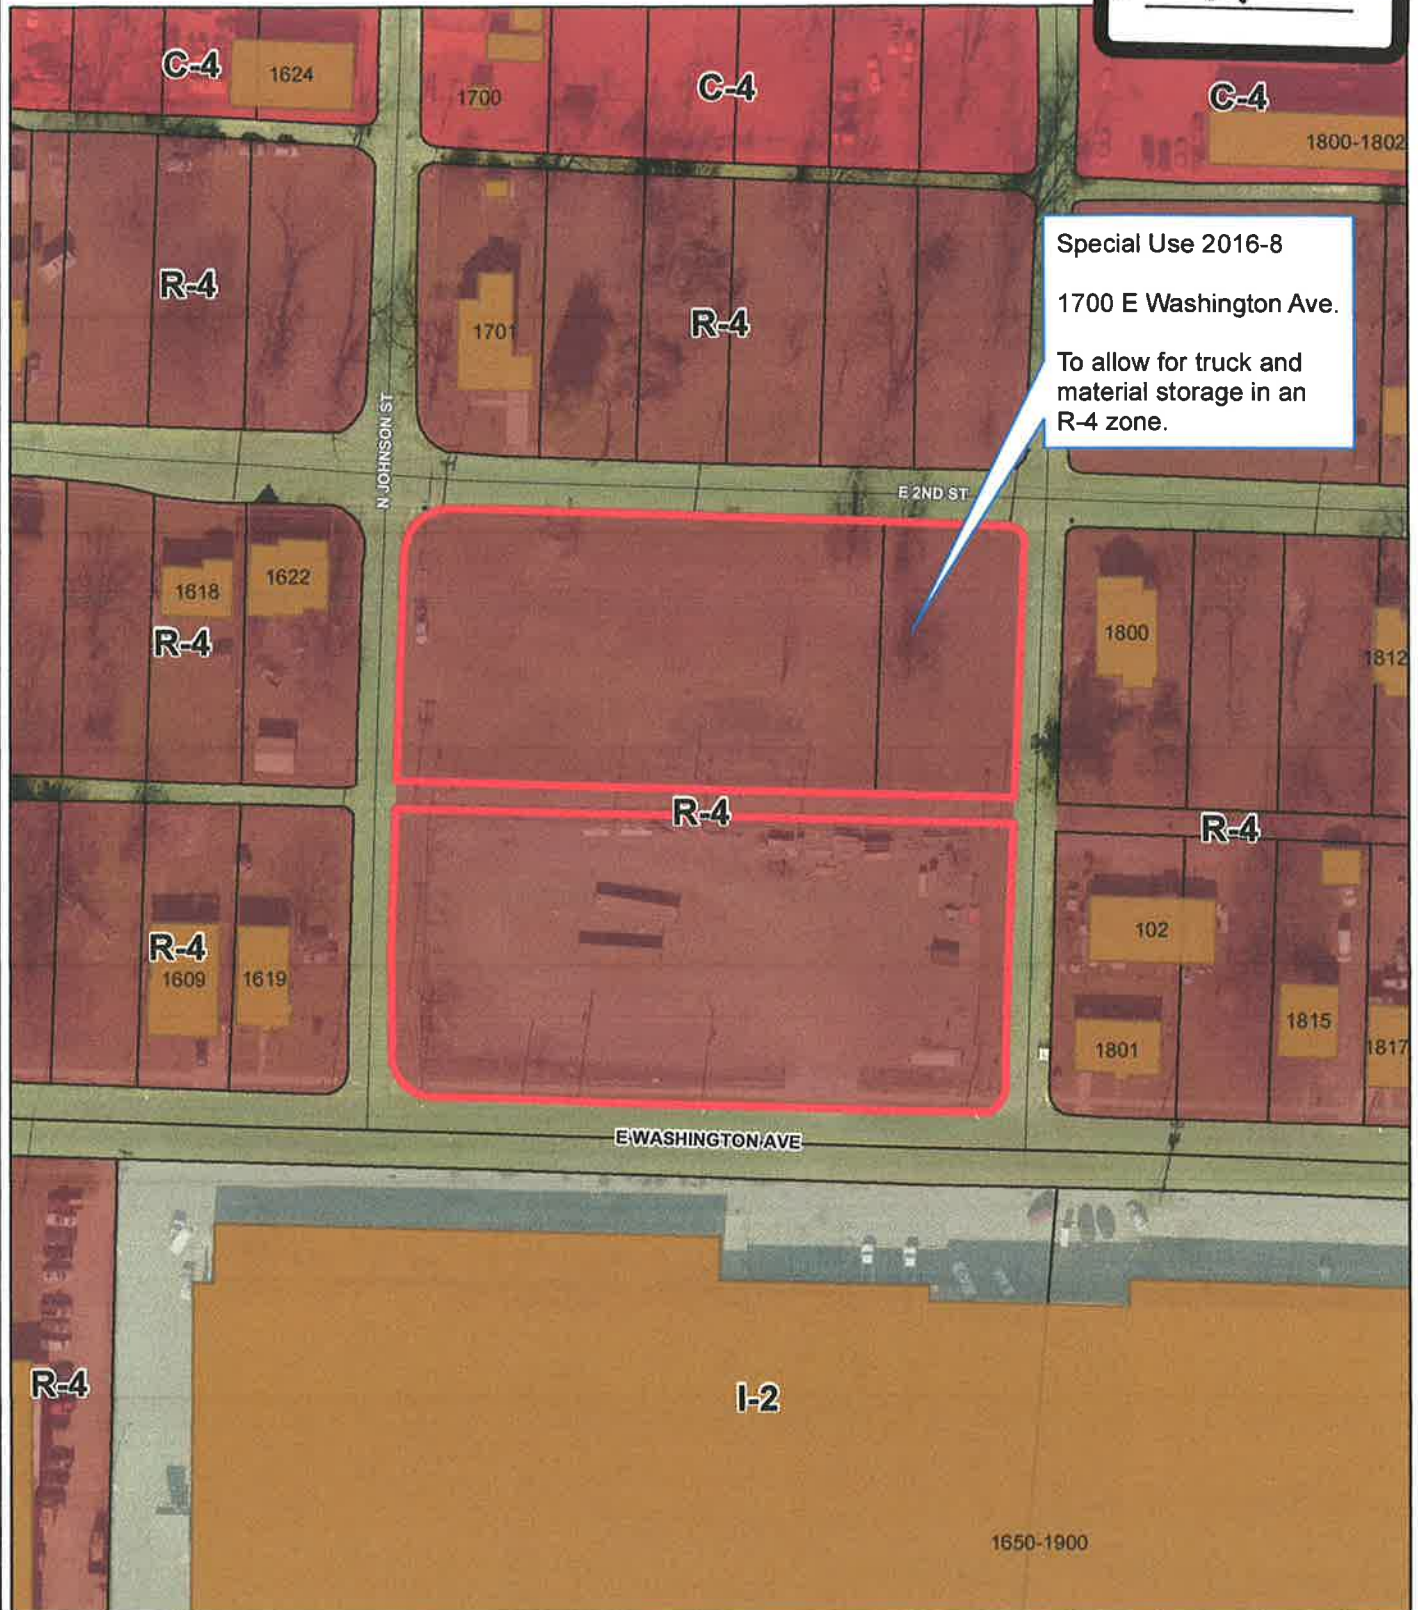 C-4
1624
1700
C-4
C-4
1800-1802
R-4
1701
R-4
Special Use 2016-8
1700 E Washington Ave.
To allow for truck and
material storage in an
R-4 zone.
N JOHNSON ST
E 2ND ST
1618
1622
R-4
1800
1812
R-4
R-4
R-4
1609
1619
102
1801
1815
1817
E WASHINGTON AVE
R-4
I-2
1650-1900